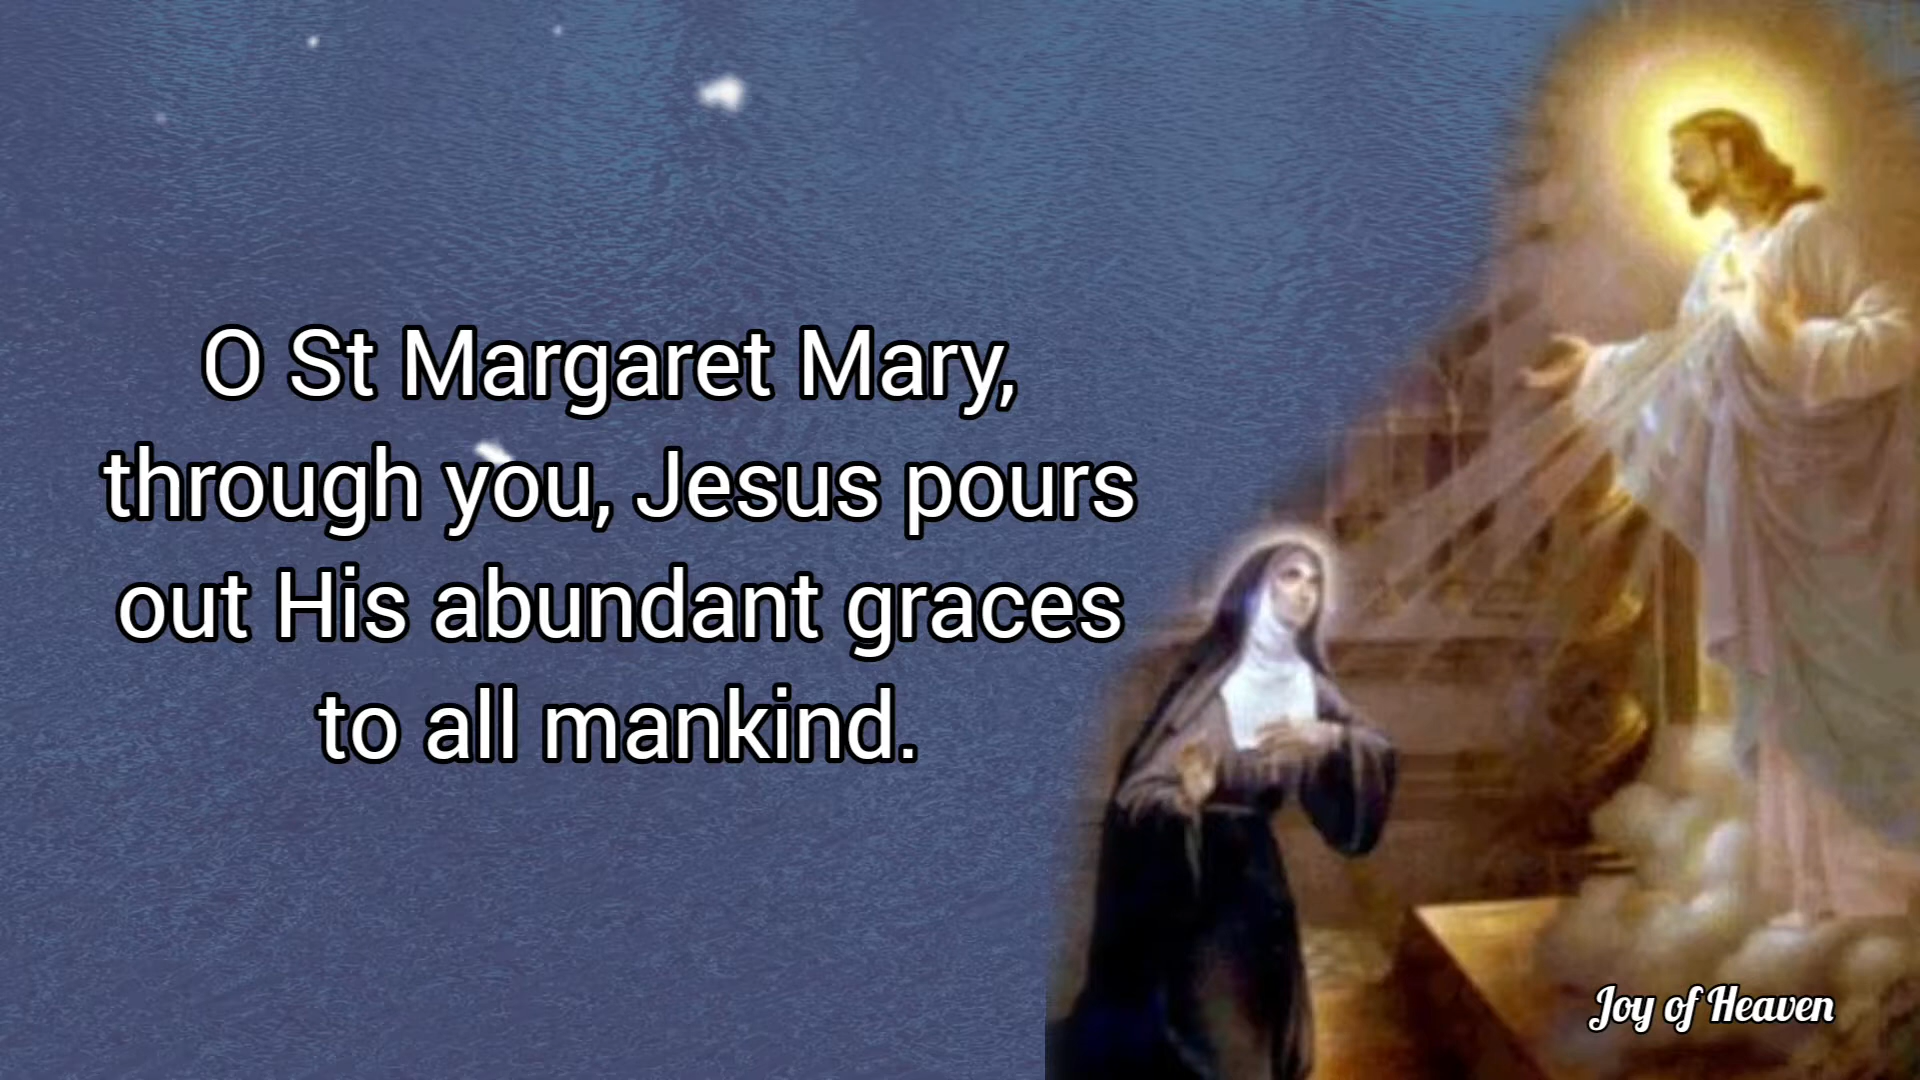 O St Margaret Mary,
through you, Jesus pours
out His abundant graces
to all mankind.
Joy of Heaven